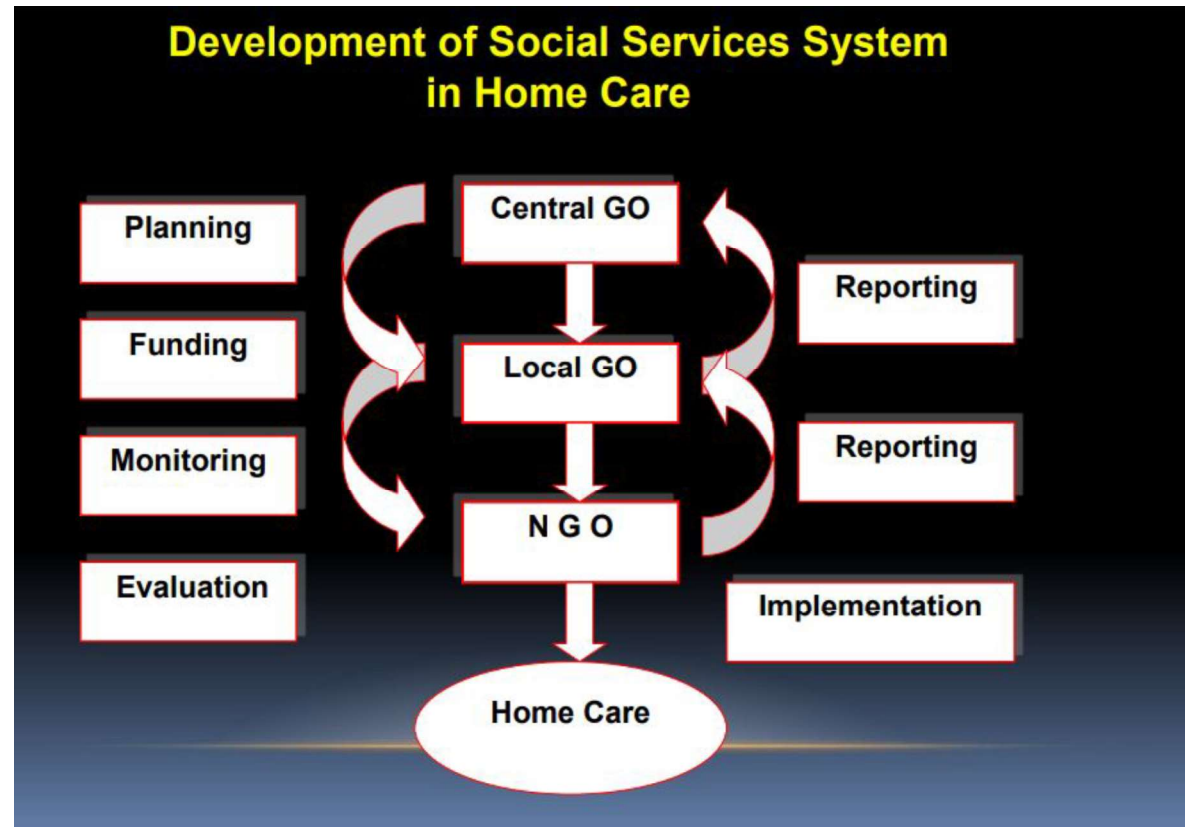 Development of Social Services System
in Home Care
Planning
Funding
Monitoring
Evaluation
Central GO
Local GO
N G O
Home Care
Reporting
Reporting
Implementation